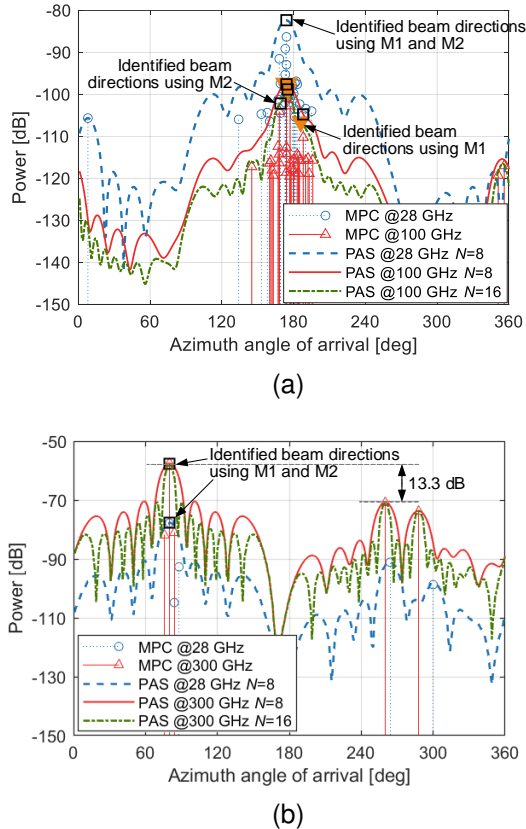 -80
-90
-100
-110
-120
-130
-140
-150
Power [dB]
Identified beam
directions using M2
Identified beam directions
using M1 and M2
Identified beam
directions using M1
MPC @28 GHz
MPC @100 GHz
PAS @28 GHz N=8
PAS @100 GHz N=8
PAS @100 GHz N=16
0 60 120 180 240 300 360
Azimuth angle of arrival [deg]
(a)
-50
-70
-90
-110
-130
-150
Power [dB]
Identified beam directions
using M1 and M2
13.3 dB
MPC @28 GHz
MPC @300 GHz
PAS @28 GHz N=8
PAS @300 GHz N=8
PAS @300 GHz N=16
0 60 120 180 240 300 360
Azimuth angle of arrival [deg]
(b)